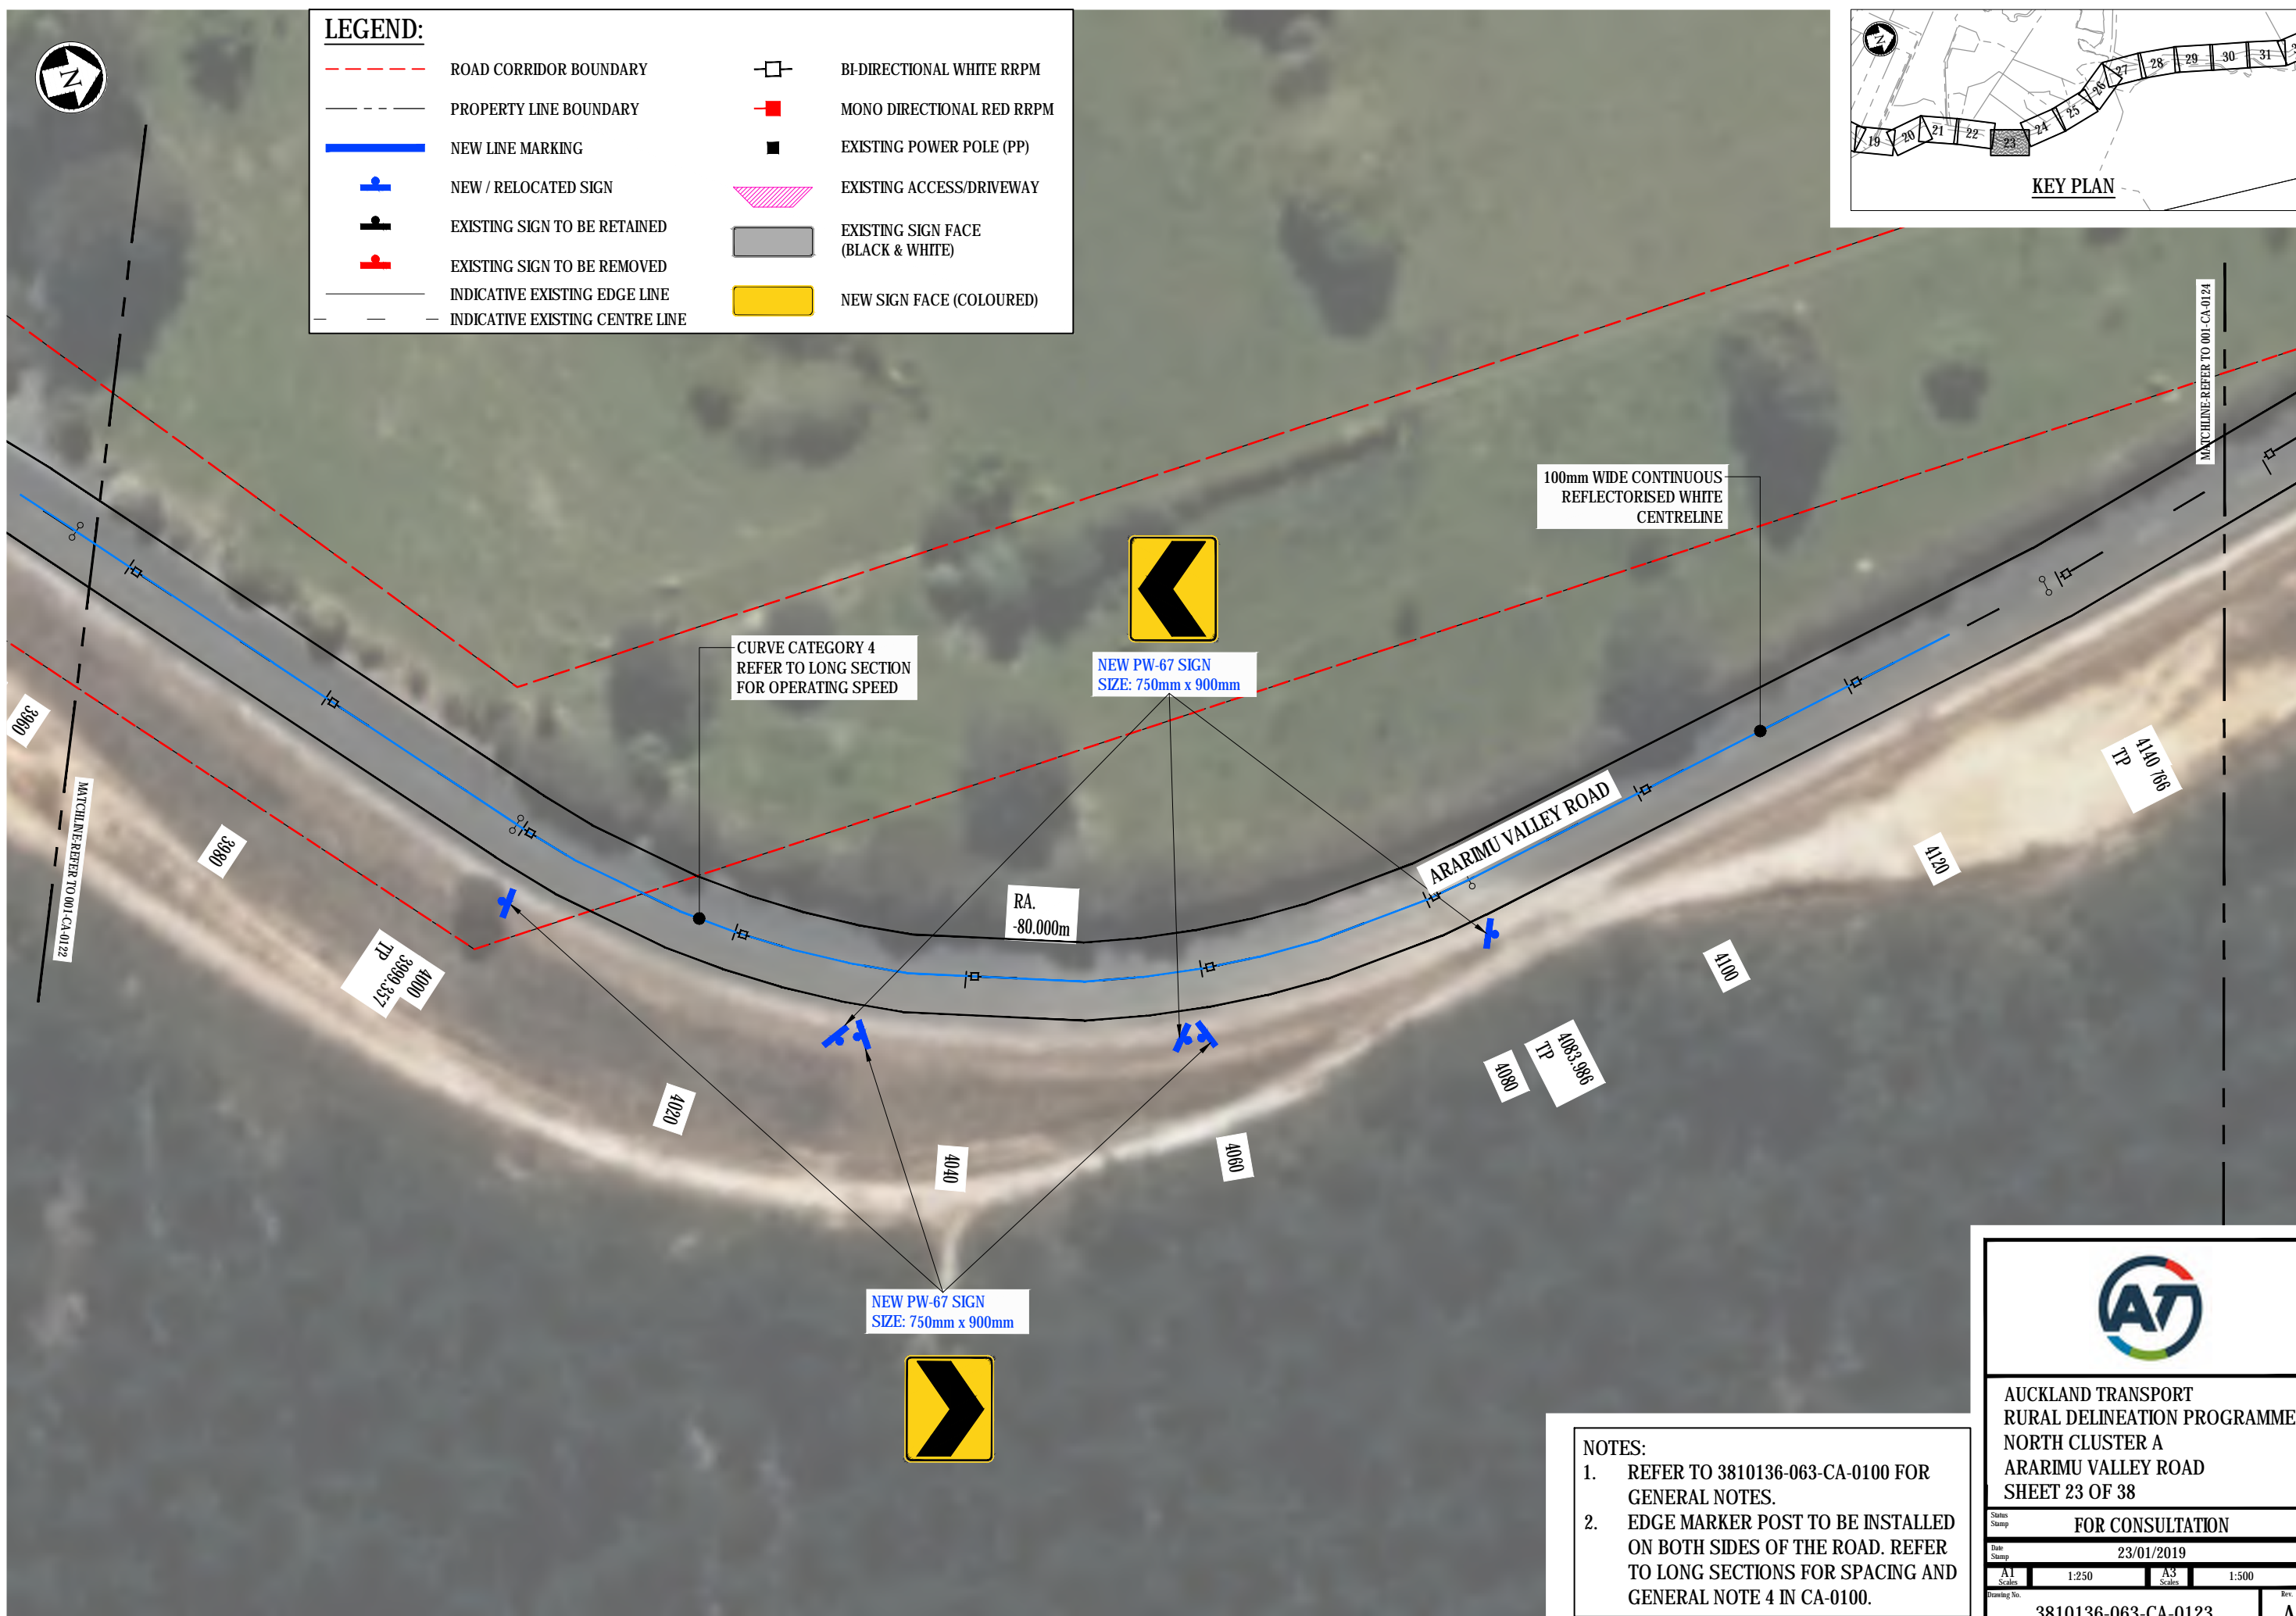 LEGEND:
ROAD CORRIDOR BOUNDARY
PROPERTY LINE BOUNDARY
NEW LINE MARKING
NEW / RELOCATED SIGN
EXISTING SIGN TO BE RETAINED
EXISTING SIGN TO BE REMOVED
INDICATIVE EXISTING EDGE LINE
INDICATIVE EXISTING CENTRE LINE
BI-DIRECTIONAL WHITE RRPM
MONO DIRECTIONAL RED RRPM
EXISTING POWER POLE (PP)
EXISTING ACCESS/DRIVEWAY
EXISTING SIGN FACE
(BLACK & WHITE)
NEW SIGN FACE (COLOURED)
N
N
19
20
21
22
23
24
25
26
27
28
29
30
31
KEY PLAN
MATCHLINE-REFER TO 001-CA-0124
100mm WIDE CONTINUOUS
REFLECTORISED WHITE
CENTRELINE
CURVE CATEGORY 4
REFER TO LONG SECTION
FOR OPERATING SPEED
NEW PW-67 SIGN
SIZE: 750mm x 900mm
ARARIMU VALLEY ROAD
RA.
-80.000m
MATCHLINE-REFER TO 001-CA-0122
3960
3980
4000
3999.357
TP
4020
4040
4060
4080
4083.986
TP
4100
4120
4140.766
TP
NEW PW-67 SIGN
SIZE: 750mm x 900mm
NOTES:
1. REFER TO 3810136-063-CA-0100 FOR
GENERAL NOTES.
2. EDGE MARKER POST TO BE INSTALLED
ON BOTH SIDES OF THE ROAD. REFER
TO LONG SECTIONS FOR SPACING AND
GENERAL NOTE 4 IN CA-0100.
AT
AUCKLAND TRANSPORT
RURAL DELINEATION PROGRAMME
NORTH CLUSTER A
ARARIMU VALLEY ROAD
SHEET 23 OF 38
Status
Stamp
FOR CONSULTATION
Date
Stamp
23/01/2019
A1
Scales
1:250
A3
Scales
1:500
Drawing No.
3810136-063-CA-0123
Rev.
A